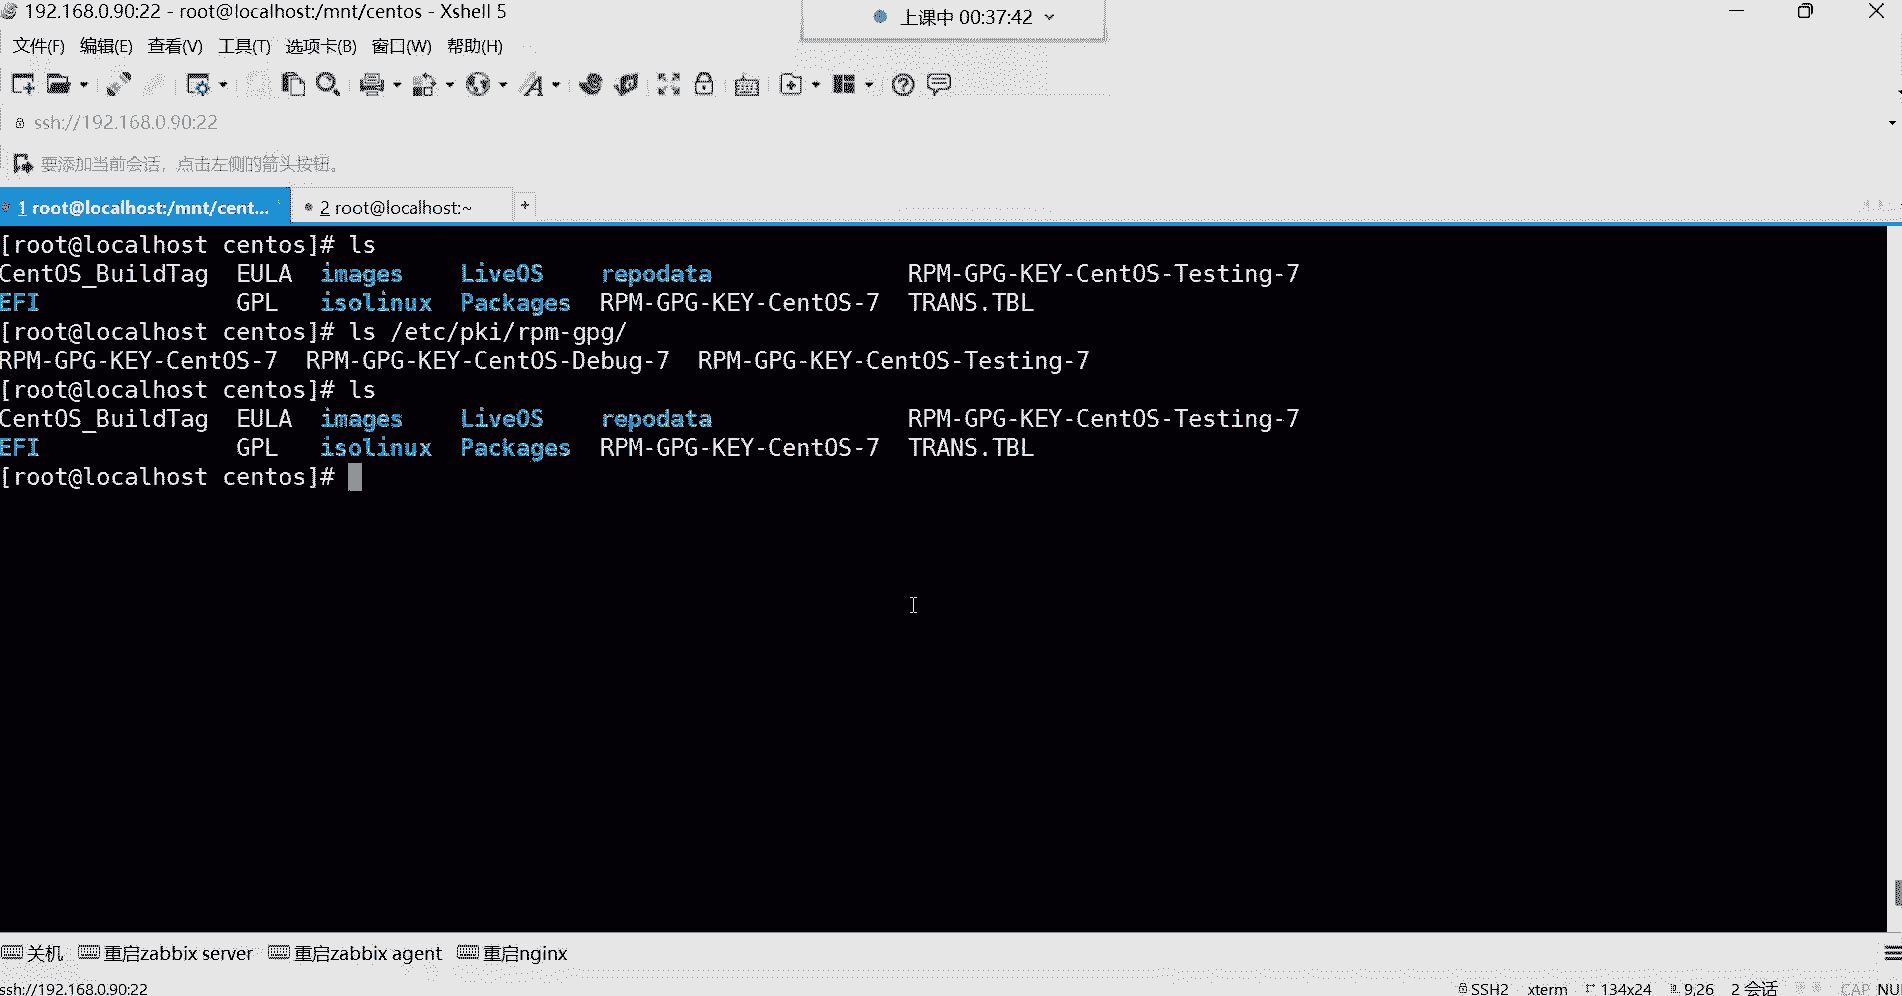 192.168.0.90:22 - root@localhost:/mnt/centos - Xshell 5
上课中 00:37:42
文件(F) 编辑(E) 查看(V) 工具(T) 选项卡(B) 窗口(W) 帮助(H)
ssh://192.168.0.90:22
要添加当前会话，点击左侧的箭头按钮。
1 root@localhost:/mnt/cent... 2 root@localhost:~ +
[root@localhost centos]# ls
CentOS_BuildTag EULA images LiveOS repodata RPM-GPG-KEY-CentOS-Testing-7
EFI GPL isolinux Packages RPM-GPG-KEY-CentOS-7 TRANS.TBL
[root@localhost centos]# ls /etc/pki/rpm-gpg/
RPM-GPG-KEY-CentOS-7 RPM-GPG-KEY-CentOS-Debug-7 RPM-GPG-KEY-CentOS-Testing-7
[root@localhost centos]# ls
CentOS_BuildTag EULA images LiveOS repodata RPM-GPG-KEY-CentOS-Testing-7
EFI GPL isolinux Packages RPM-GPG-KEY-CentOS-7 TRANS.TBL
[root@localhost centos]#
关机 重启zabbix server 重启zabbix agent 重启nginx
ssh://192.168.0.90:22 SSH2 xterm 134x24 9,26 2 会话 CAP NU